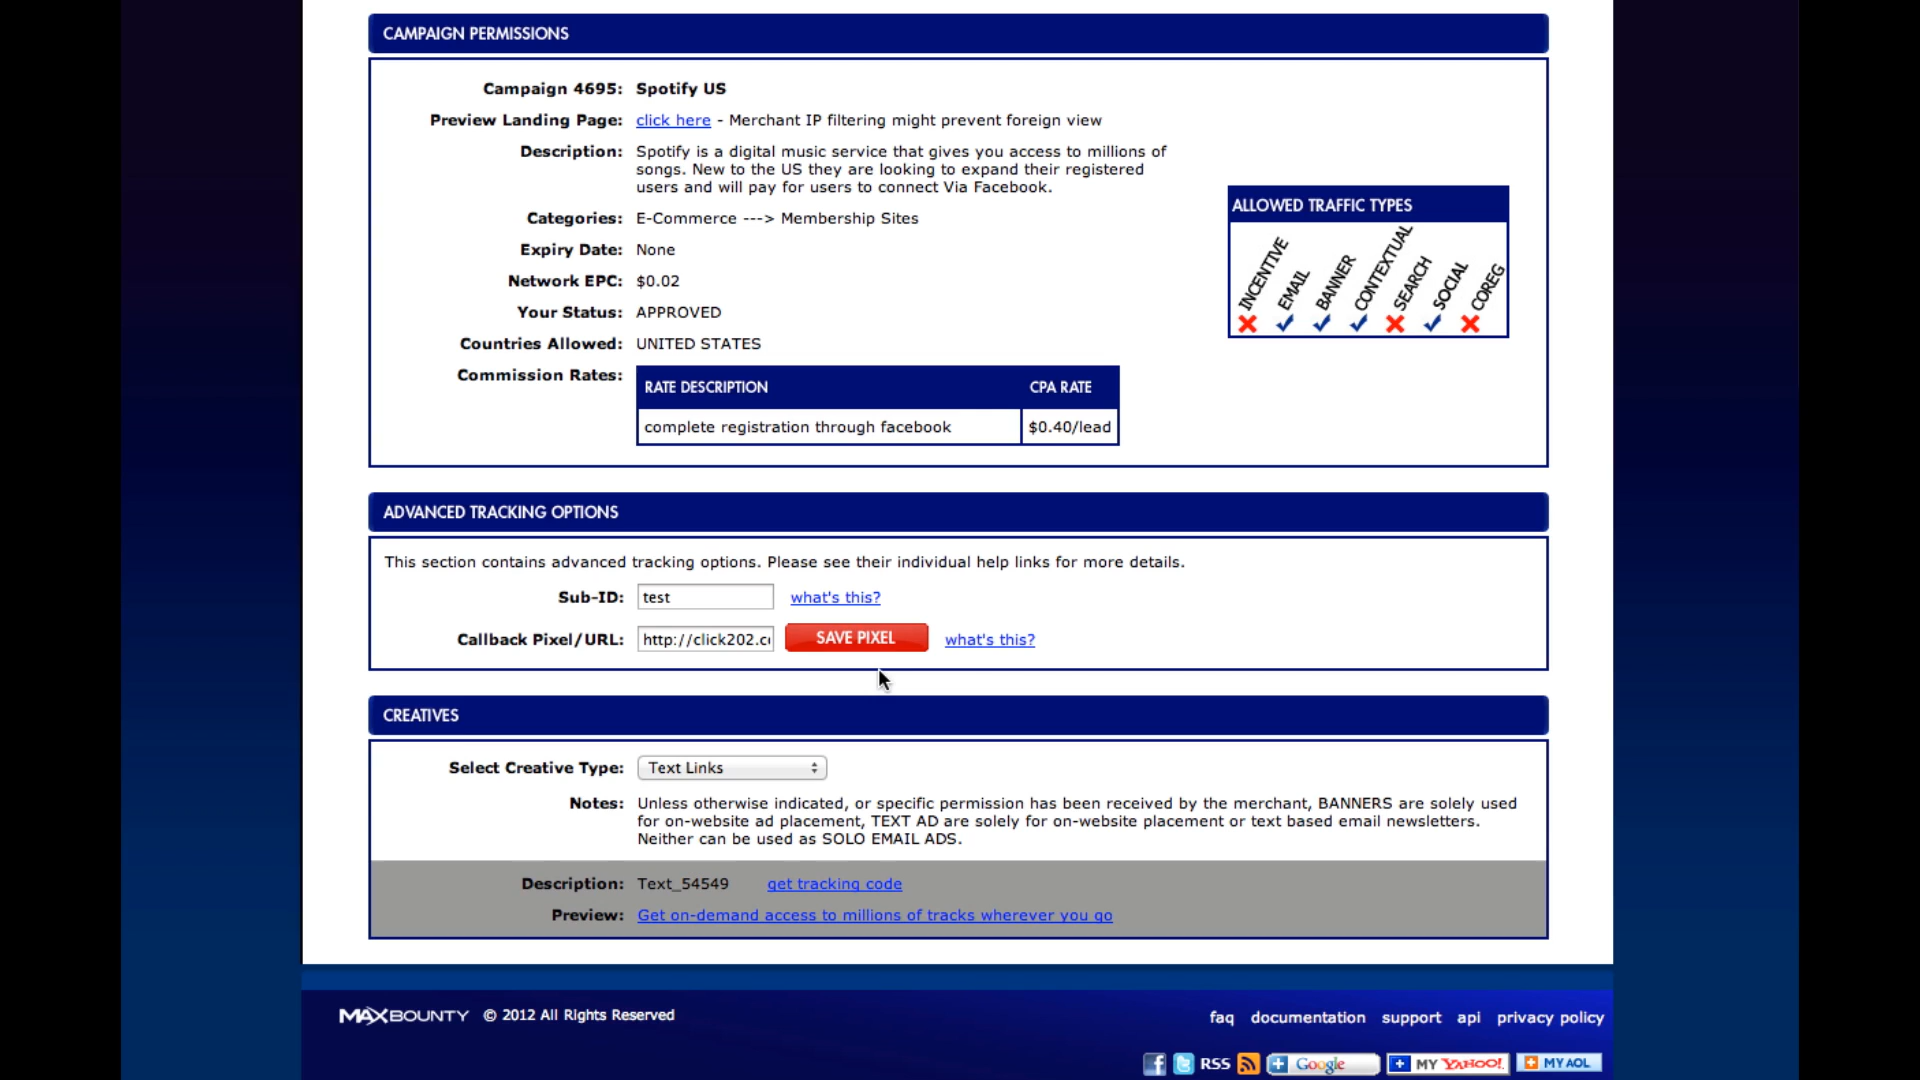 CAMPAIGN PERMISSIONS
Campaign 4695: Spotify US
Preview Landing Page: click here - Merchant IP filtering might prevent foreign view
Description: Spotify is a digital music service that gives you access to millions of
songs. New to the US they are looking to expand their registered
users and will pay for users to connect Via Facebook.
Categories: E-Commerce ---> Membership Sites
Expiry Date: None
Network EPC: $0.02
Your Status: APPROVED
Countries Allowed: UNITED STATES
Commission Rates:
RATE DESCRIPTION CPA RATE
complete registration through facebook $0.40/lead
ALLOWED TRAFFIC TYPES
INCENTIVE
EMAIL
BANNER
CONTEXTUAL
SEARCH
SOCIAL
COREG
ADVANCED TRACKING OPTIONS
This section contains advanced tracking options. Please see their individual help links for more details.
Sub-ID: test what's this?
Callback Pixel/URL: http://click202.c SAVE PIXEL what's this?
CREATIVES
Select Creative Type: Text Links
Notes: Unless otherwise indicated, or specific permission has been received by the merchant, BANNERS are solely used
for on-website ad placement, TEXT AD are solely for on-website placement or text based email newsletters.
Neither can be used as SOLO EMAIL ADS.
Description: Text_54549 get tracking code
Preview: Get on-demand access to millions of tracks wherever you go
MAXBOUNTY © 2012 All Rights Reserved
faq documentation support api privacy policy
RSS Google MY YAHOO! MY AOL